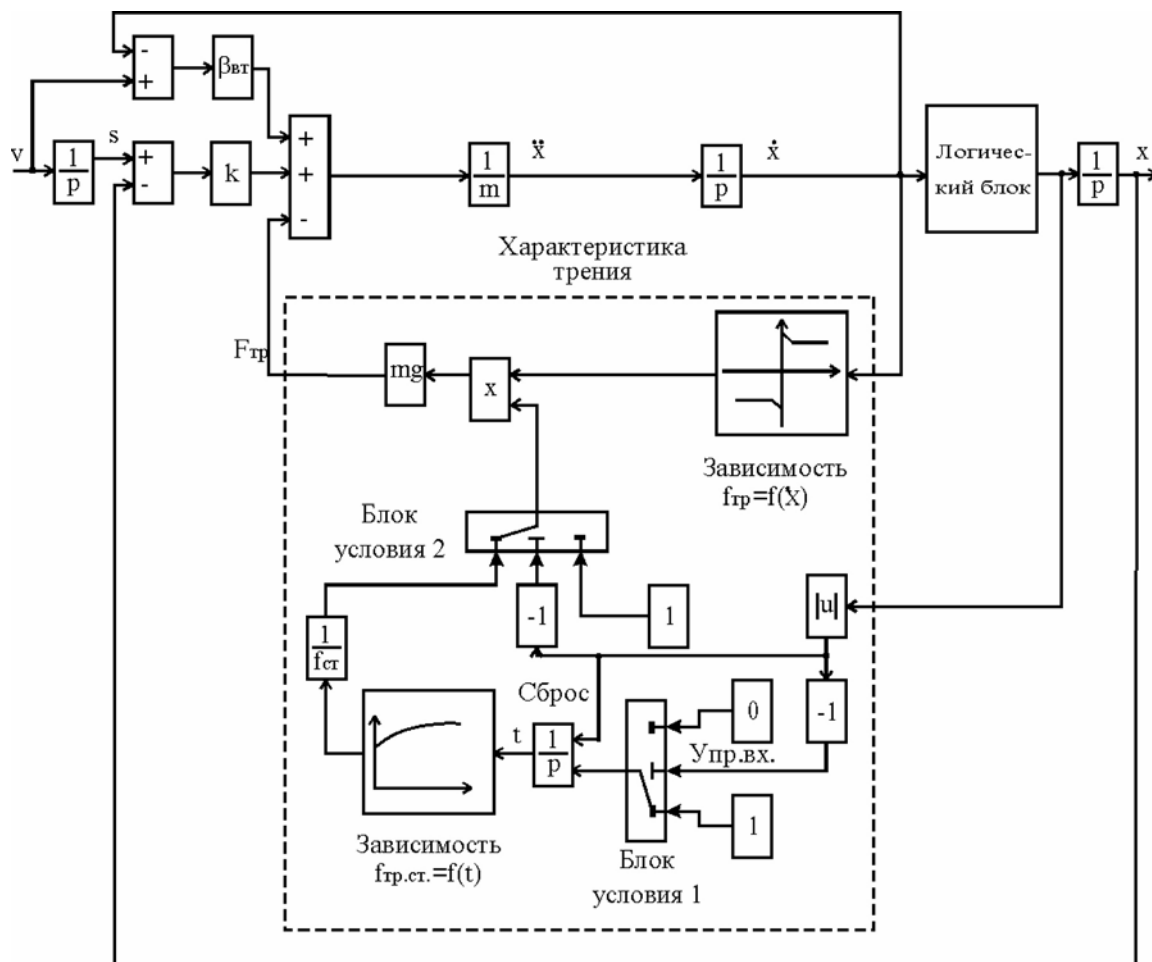 -
+
βвт
v
1
p
s
+
-
k
+
+
-
1
m
ẍ
1
p
ẋ
Логичес-
кий блок
1
p
x
Характеристика
трения
Fтр
mg
x
Зависимость
fтр=f(ẋ)
Блок
условия 2
-1
1
|u|
1
fст
Сброс
0
-1
t
1
p
Упр.вх.
1
Зависимость
fтр.ст.=f(t)
Блок
условия 1